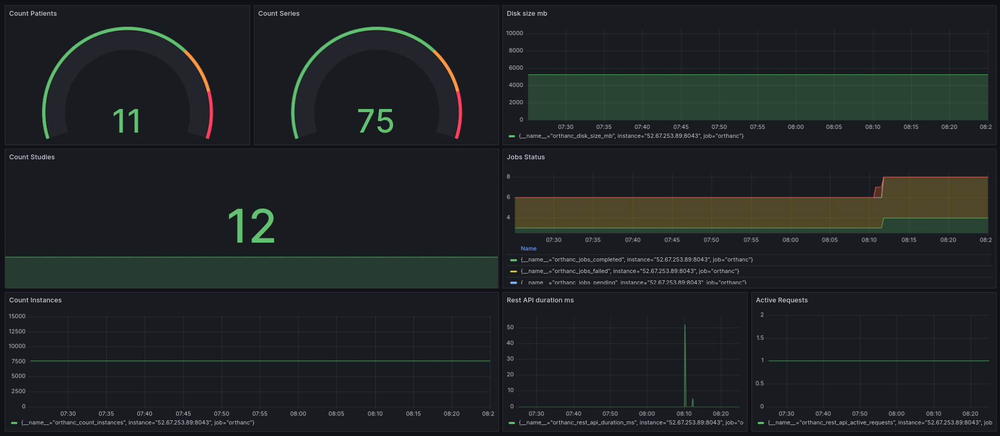 Count Patients
11
Count Series
75
Disk size mb
10000
8000
6000
4000
2000
0
07:30 07:35 07:40 07:45 07:50 07:55 08:00 08:05 08:10 08:15 08:20 08:2
{__name__="orthanc_disk_size_mb", instance="52.67.253.89:8043", job="orthanc"}
Count Studies
12
Jobs Status
8
6
4
07:30 07:35 07:40 07:45 07:50 07:55 08:00 08:05 08:10 08:15 08:20 08:2
Name
{__name__="orthanc_jobs_completed", instance="52.67.253.89:8043", job="orthanc"}
{__name__="orthanc_jobs_failed", instance="52.67.253.89:8043", job="orthanc"}
{__name__="orthanc_jobs_pending", instance="52.67.253.89:8043", job="orthanc"}
Count Instances
15000
12500
10000
7500
5000
2500
0
07:30 07:35 07:40 07:45 07:50 07:55 08:00 08:05 08:10 08:15 08:20 08:2
{__name__="orthanc_count_instances", instance="52.67.253.89:8043", job="orthanc"}
Rest API duration ms
50
40
30
20
10
0
07:30 07:40 07:50 08:00 08:10 08:20
{__name__="orthanc_rest_api_duration_ms", instance="52.67.253.89:8043", job="o
Active Requests
2
1.5
1
0.5
0
07:30 07:40 07:50 08:00 08:10 08:20
{__name__="orthanc_rest_api_active_requests", instance="52.67.253.89:8043", job